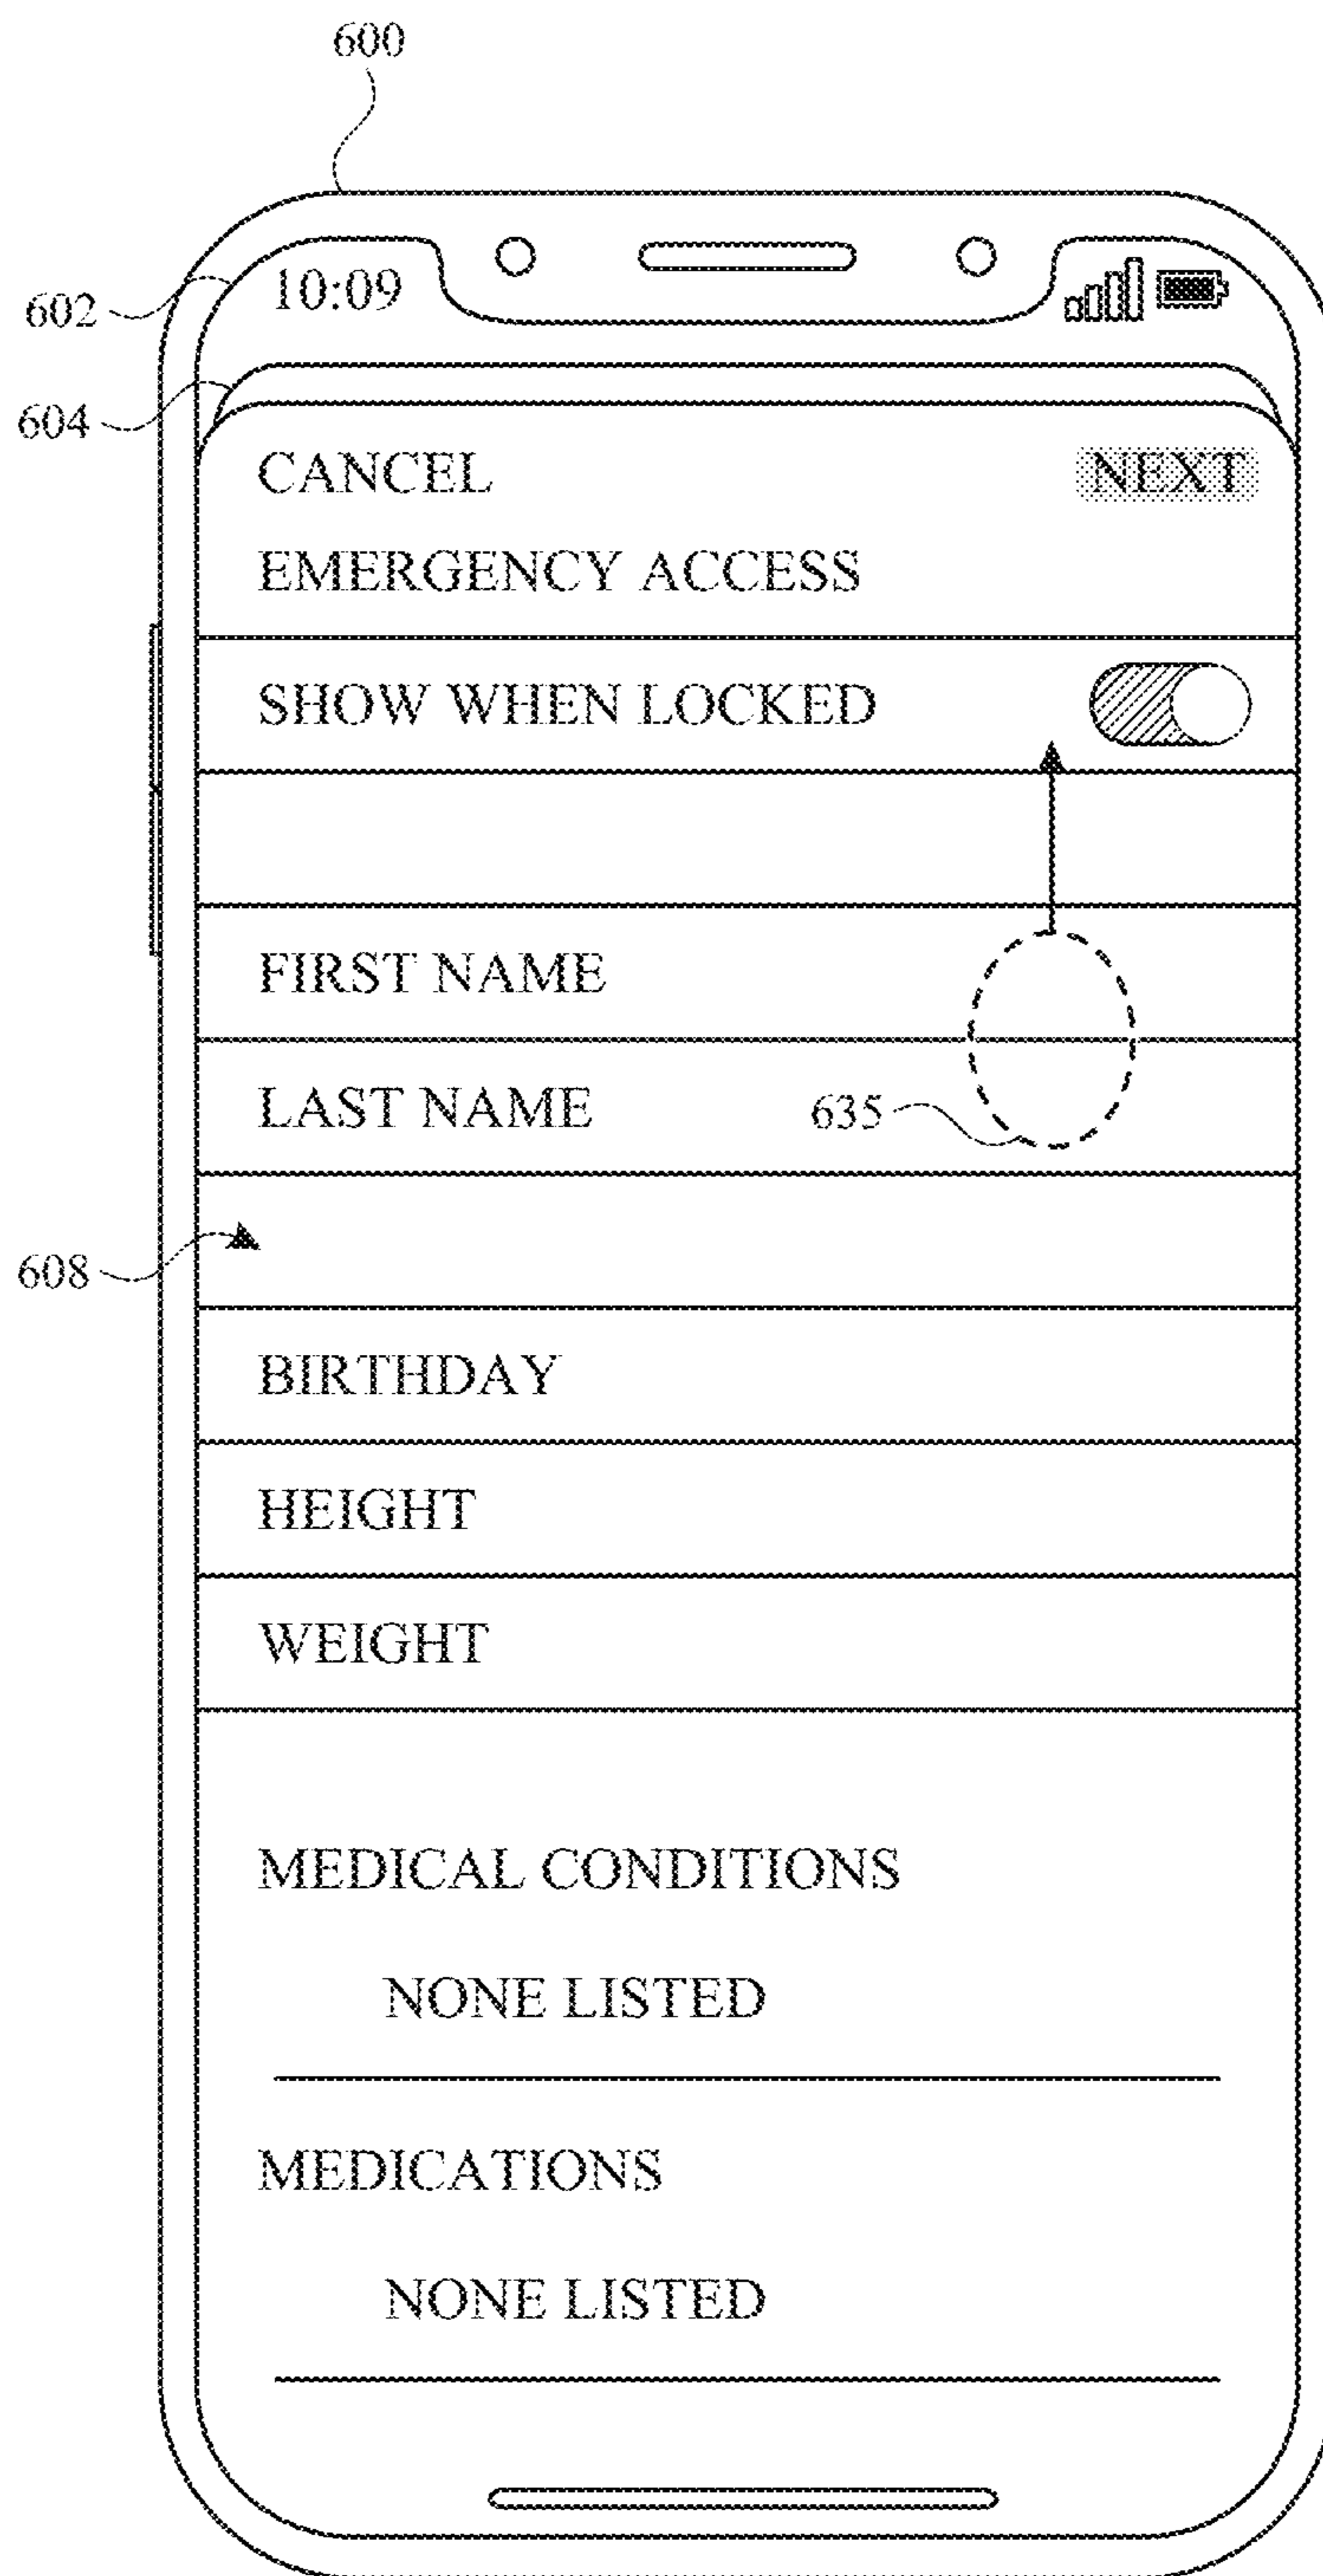 600
602
10:09
604
CANCEL NEXT
EMERGENCY ACCESS
SHOW WHEN LOCKED
FIRST NAME
LAST NAME
635
608
BIRTHDAY
HEIGHT
WEIGHT
MEDICAL CONDITIONS
NONE LISTED
MEDICATIONS
NONE LISTED